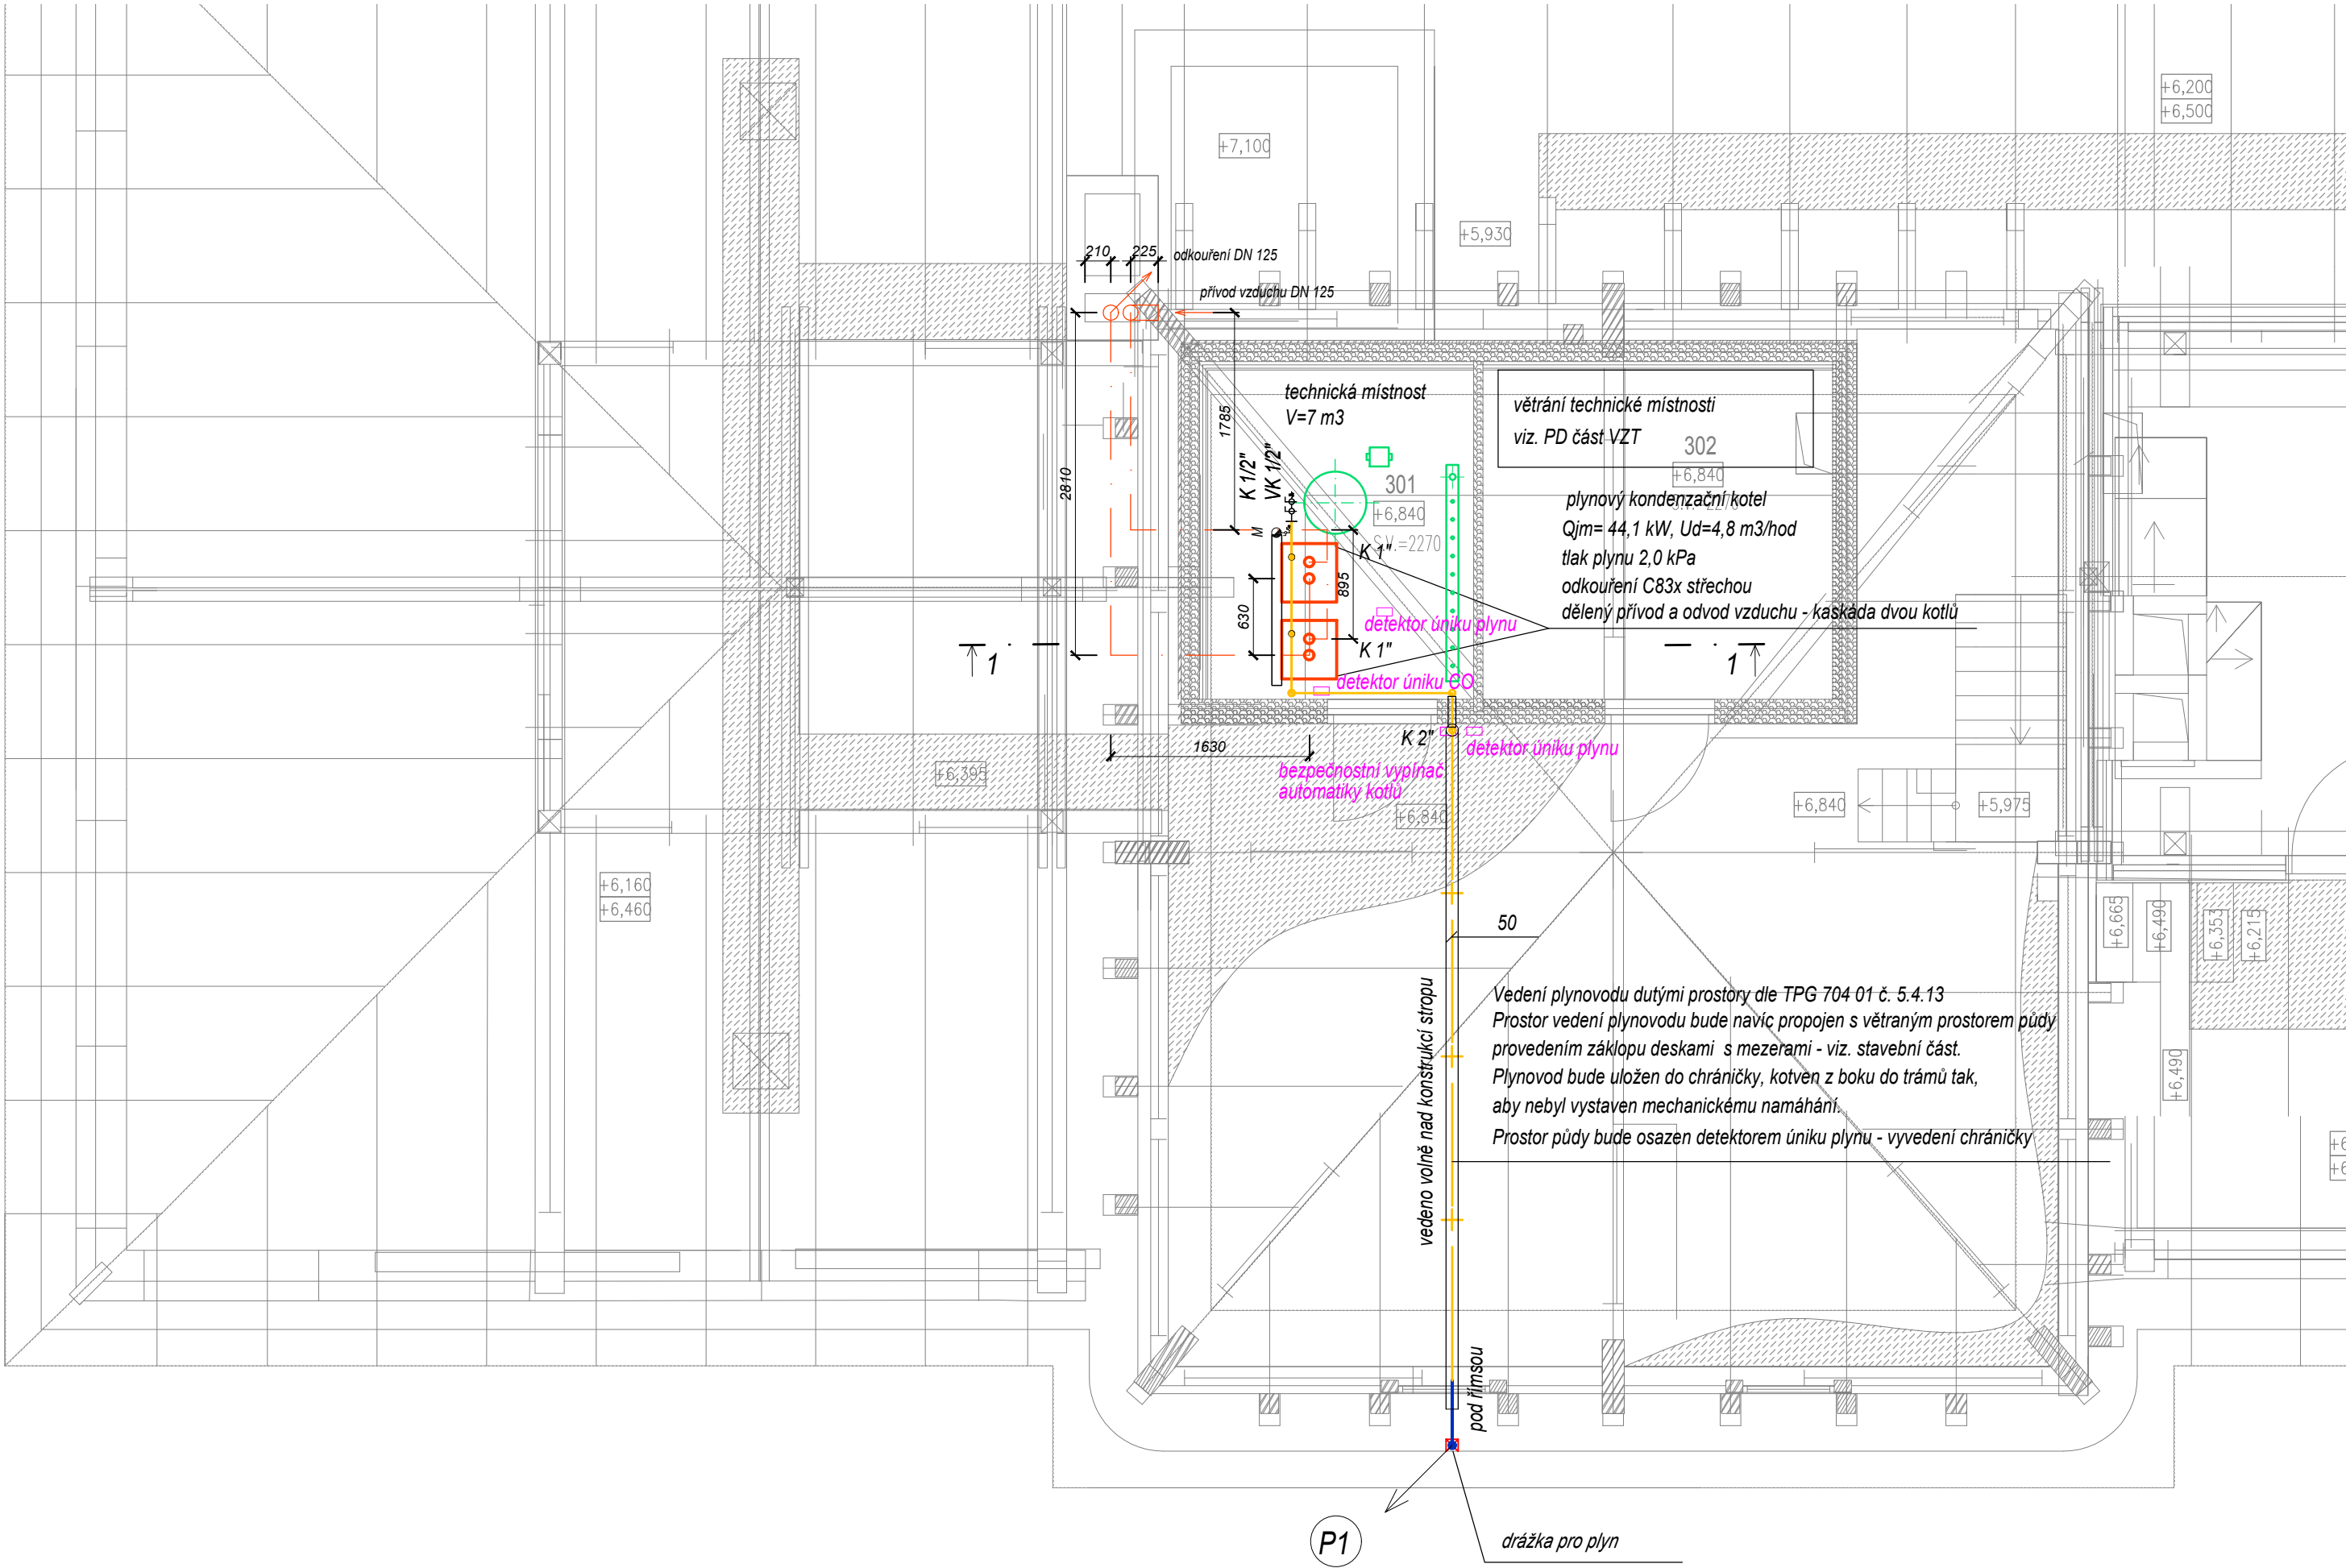 +6,200
+6,500
+7,100
+5,930
210
225
odkouření DN 125
přívod vzduchu DN 125
technická místnost
V=7 m3
větrání technické místnosti
viz. PD část VZT
302
+6,840
1785
K 1/2"
VK 1/2"
2810
301
+6,840
S.V.=2270
plynový kondenzační kotel
Qjm= 44,1 kW, Ud=4,8 m3/hod
tlak plynu 2,0 kPa
odkouření C83x střechou
dělený přívod a odvod vzduchu - kaskáda dvou kotlů
M
K 1"
895
630
detektor úniku plynu
K 1"
1
1
detektor úniku CO
K 2"
detektor úniku plynu
1630
bezpečnostní vypínač
automatiky kotlů
+6,395
+6,840
+6,840
+5,975
+6,160
+6,460
50
+6,665
+6,490
+6,353
+6,215
vedeno volně nad konstrukcí stropu
Vedení plynovodu dutými prostory dle TPG 704 01 č. 5.4.13
Prostor vedení plynovodu bude navíc propojen s větraným prostorem půdy
provedením záklopu deskami s mezerami - viz. stavební část.
Plynovod bude uložen do chráničky, kotven z boku do trámů tak,
aby nebyl vystaven mechanickému namáhání.
Prostor půdy bude osazen detektorem úniku plynu - vyvedení chráničky
+6,490
pod římsou
P1
drážka pro plyn